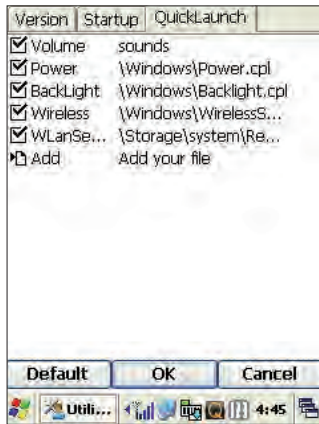 Version Startup QuickLaunch
Volume sounds
Power \Windows\Power.cpl
BackLight \Windows\Backlight.cpl
Wireless \Windows\WirelessS...
WLanSe... \Storage\system\Re...
Add Add your file
Default OK Cancel
Utili... 4:45